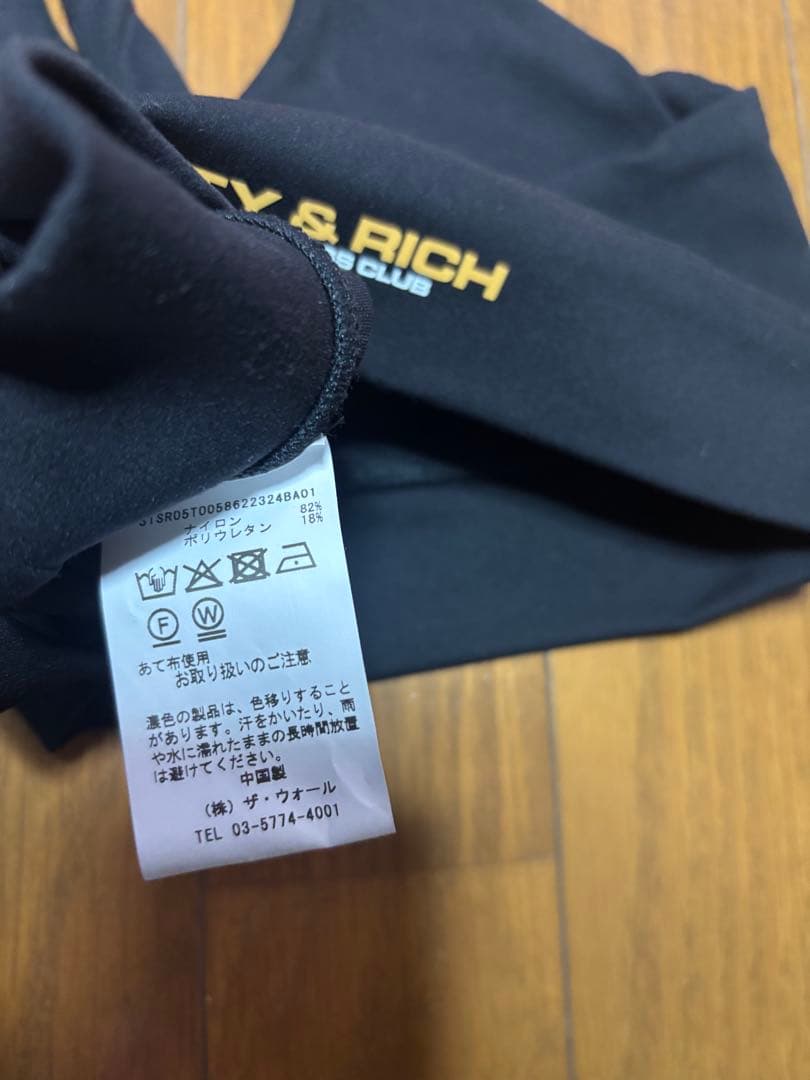 & RICH
CLUB
STSR05T0058622324BA01
ナイロン 82%
ポリウレタン 18%
F W
あて布使用
お取り扱いのご注意
濃色の製品は、色移りすること
があります。汗をかいたり、雨
や水に濡れたままの長時間放置
は避けてください。
中国製
(株) ザ・ウォール
TEL 03-5774-4001